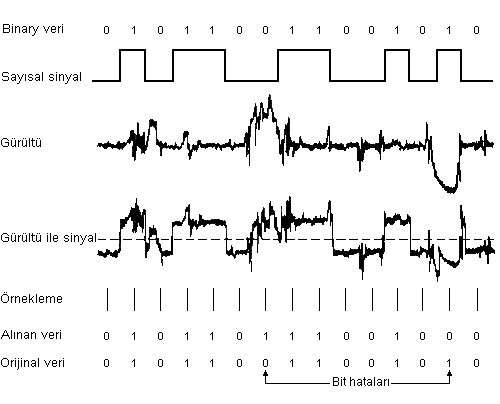 Binary veri 0 1 0 1 1 0 0 1 1 0 0 1 0 1 0
Sayısal sinyal
Gürültü
Gürültü ile sinyal
Örnekleme
Alınan veri 0 1 0 1 1 0 1 1 1 0 0 1 0 0 0
Orijinal veri 0 1 0 1 1 0 0 1 1 0 0 1 0 1 0
Bit hataları